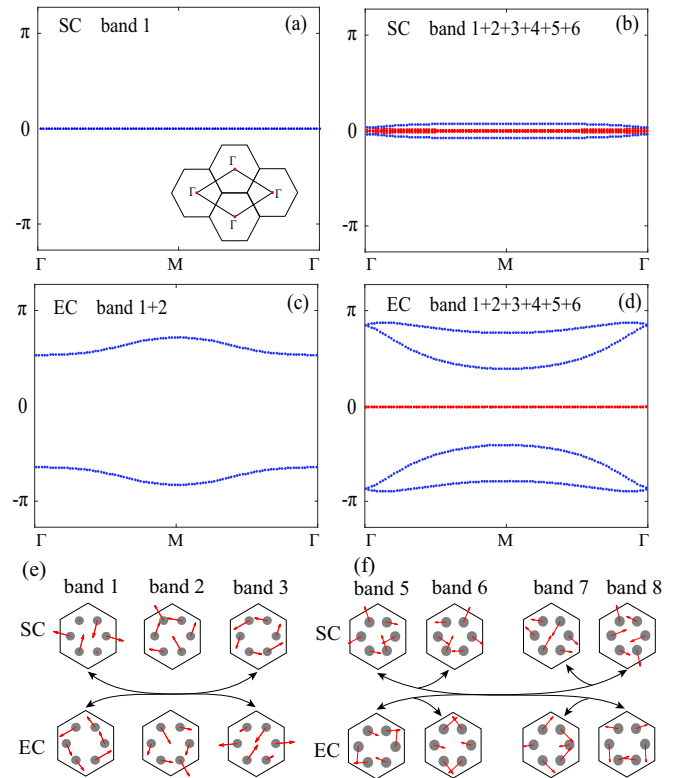 SC band 1 (a)
π
0
-π
Γ M Γ
Γ
Γ Γ
Γ
SC band 1+2+3+4+5+6 (b)
π
0
-π
Γ M Γ
EC band 1+2 (c)
π
0
-π
Γ M Γ
EC band 1+2+3+4+5+6 (d)
π
0
-π
Γ M Γ
(e)
band 1 band 2 band 3
SC
EC
(f)
band 5 band 6 band 7 band 8
SC
EC